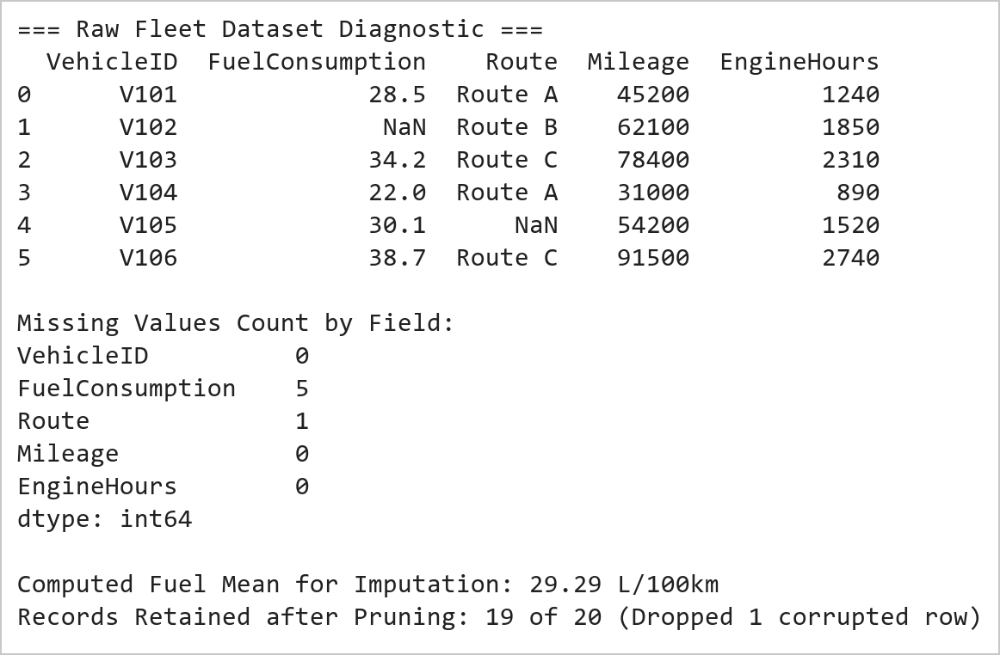 === Raw Fleet Dataset Diagnostic ===
  VehicleID  FuelConsumption    Route  Mileage  EngineHours
0      V101             28.5  Route A    45200         1240
1      V102              NaN  Route B    62100         1850
2      V103             34.2  Route C    78400         2310
3      V104             22.0  Route A    31000          890
4      V105             30.1      NaN    54200         1520
5      V106             38.7  Route C    91500         2740

Missing Values Count by Field:
VehicleID          0
FuelConsumption    5
Route              1
Mileage            0
EngineHours        0
dtype: int64

Computed Fuel Mean for Imputation: 29.29 L/100km
Records Retained after Pruning: 19 of 20 (Dropped 1 corrupted row)